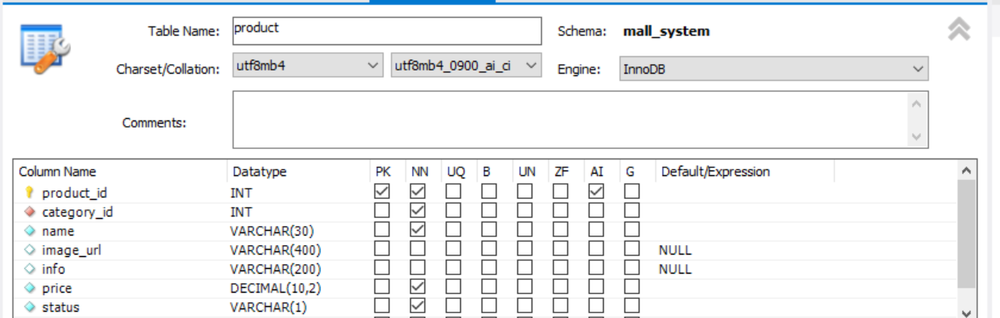 Table Name: product Schema: mall_system
Charset/Collation: utf8mb4 utf8mb4_0900_ai_ci Engine: InnoDB
Comments:
Column Name Datatype PK NN UQ B UN ZF AI G Default/Expression
product_id INT
category_id INT
name VARCHAR(30)
image_url VARCHAR(400) NULL
info VARCHAR(200) NULL
price DECIMAL(10,2)
status VARCHAR(1)